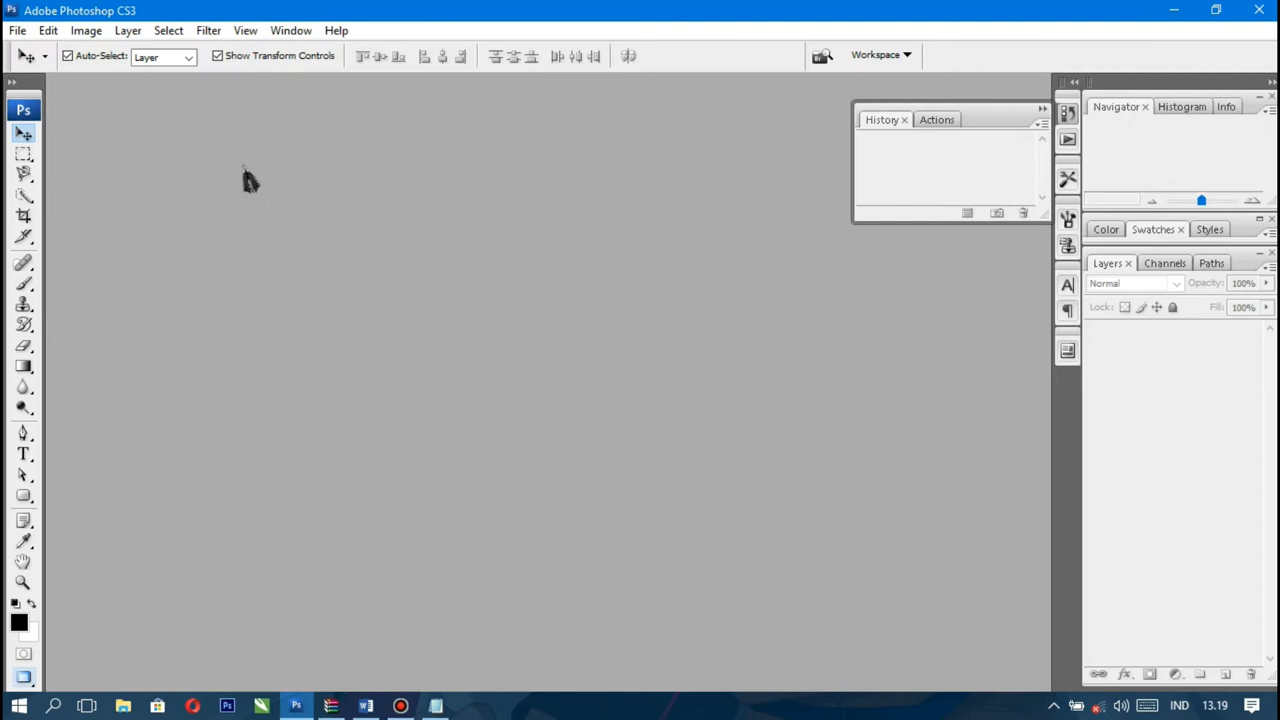 Ps Adobe Photoshop CS3
File Edit Image Layer Select Filter View Window Help
Auto-Select: Layer Show Transform Controls Workspace
Ps
History Actions
Navigator Histogram Info
Color Swatches Styles
Layers Channels Paths
Normal Opacity: 100%
Lock: Fill: 100%
IND 13.19